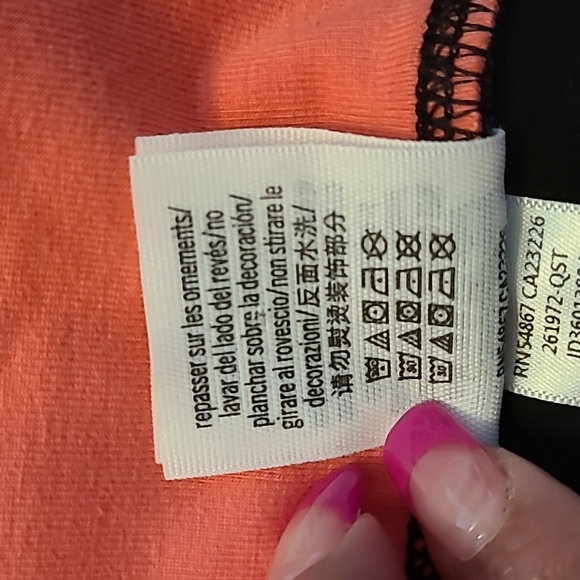 repasser sur les ornements/
lavar del lado del revés/no
planchar sobre la decoración/
girare al rovescio/non stirare le
decorazioni/反面水洗/
请勿熨烫装饰部分
RN54867 CA23226
261972-QST